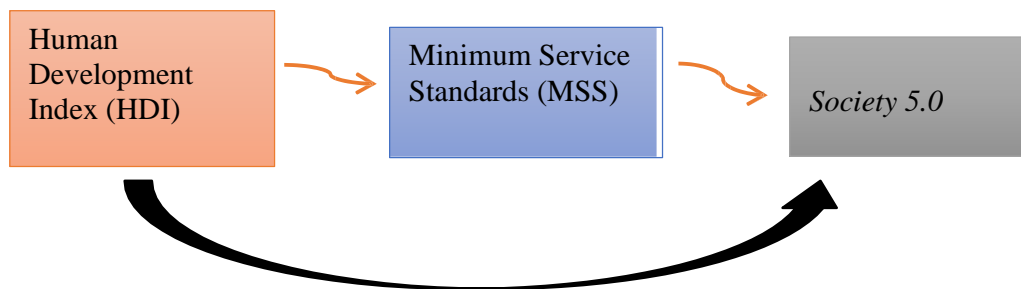 Human
Development
Index (HDI)
Minimum Service
Standards (MSS)
Society 5.0